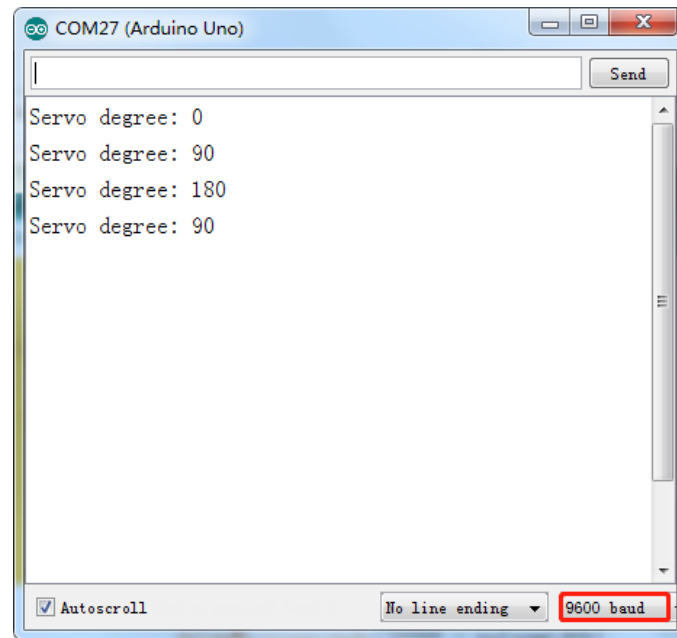 COM27 (Arduino Uno)
Send
Servo degree: 0
Servo degree: 90
Servo degree: 180
Servo degree: 90
Autoscroll
No line ending
9600 baud